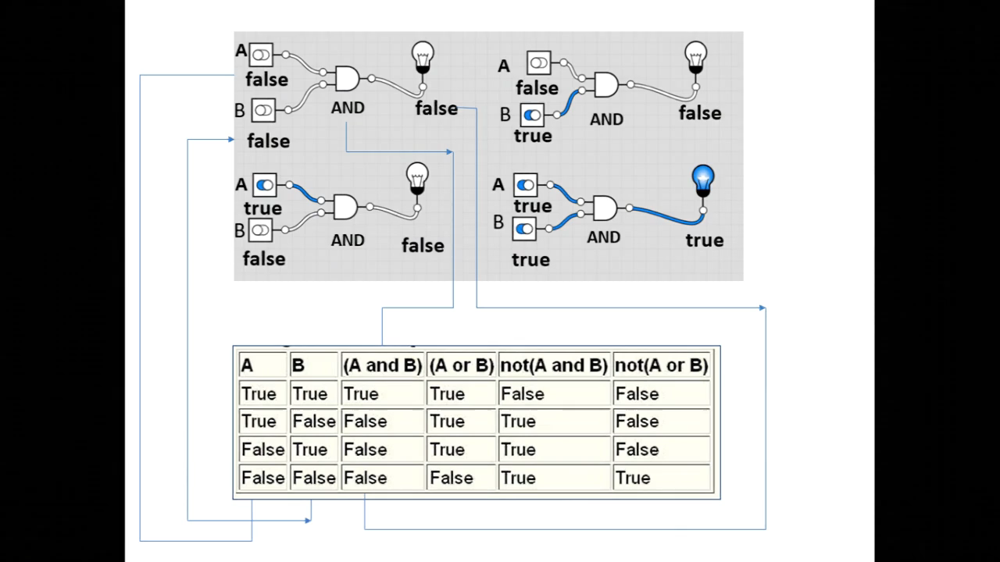 A
false
B
false
AND
false
A
false
B
true
AND
false
A
true
B
false
AND
false
A
true
B
true
AND
true
A B (A and B) (A or B) not(A and B) not(A or B)
True True True True False False
True False False True True False
False True False True True False
False False False False True True